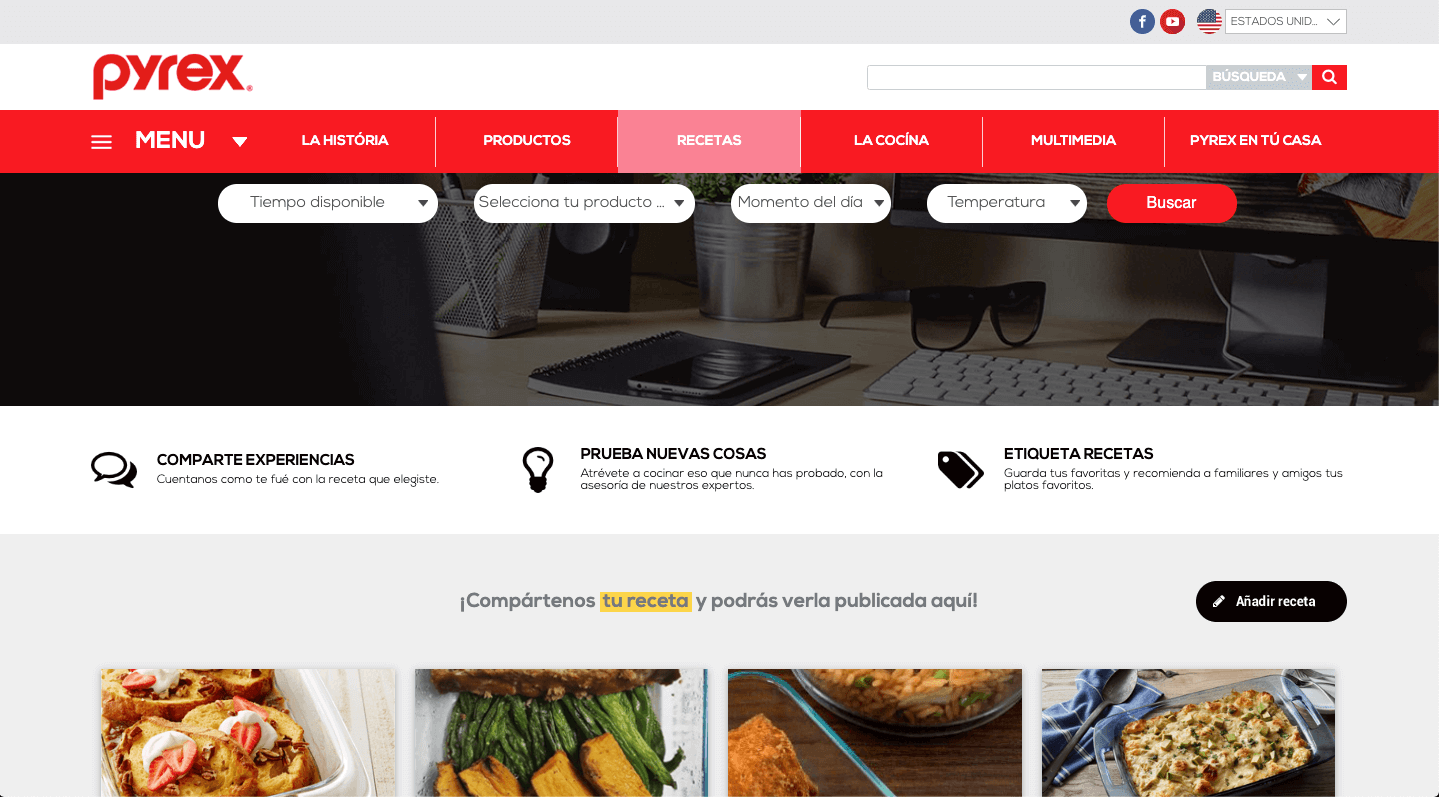 ESTADOS UNID...
pyrex®
BÚSQUEDA
MENU
LA HISTÓRIA
PRODUCTOS
RECETAS
LA COCÍNA
MULTIMEDIA
PYREX EN TÚ CASA
Tiempo disponible
Selecciona tu producto ...
Momento del día
Temperatura
Buscar
COMPARTE EXPERIENCIAS
Cuentanos como te fué con la receta que elegiste.
PRUEBA NUEVAS COSAS
Atrévete a cocinar eso que nunca has probado, con la
asesoría de nuestros expertos.
ETIQUETA RECETAS
Guarda tus favoritas y recomienda a familiares y amigos tus
platos favoritos.
¡Compártenos tu receta y podrás verla publicada aquí!
Añadir receta